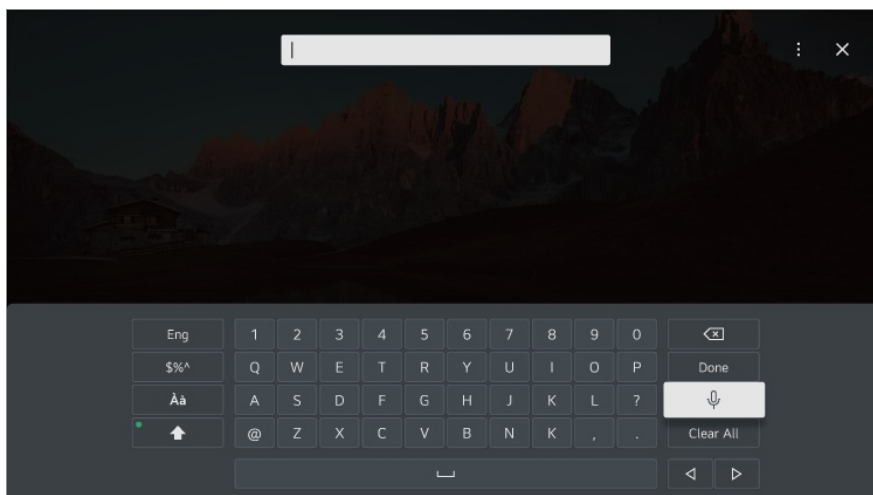 Eng 1 2 3 4 5 6 7 8 9 0
$%^ Q W E T R Y U I O P Done
Àà A S D F G H J K L ?
@ Z X C V B N K , . Clear All